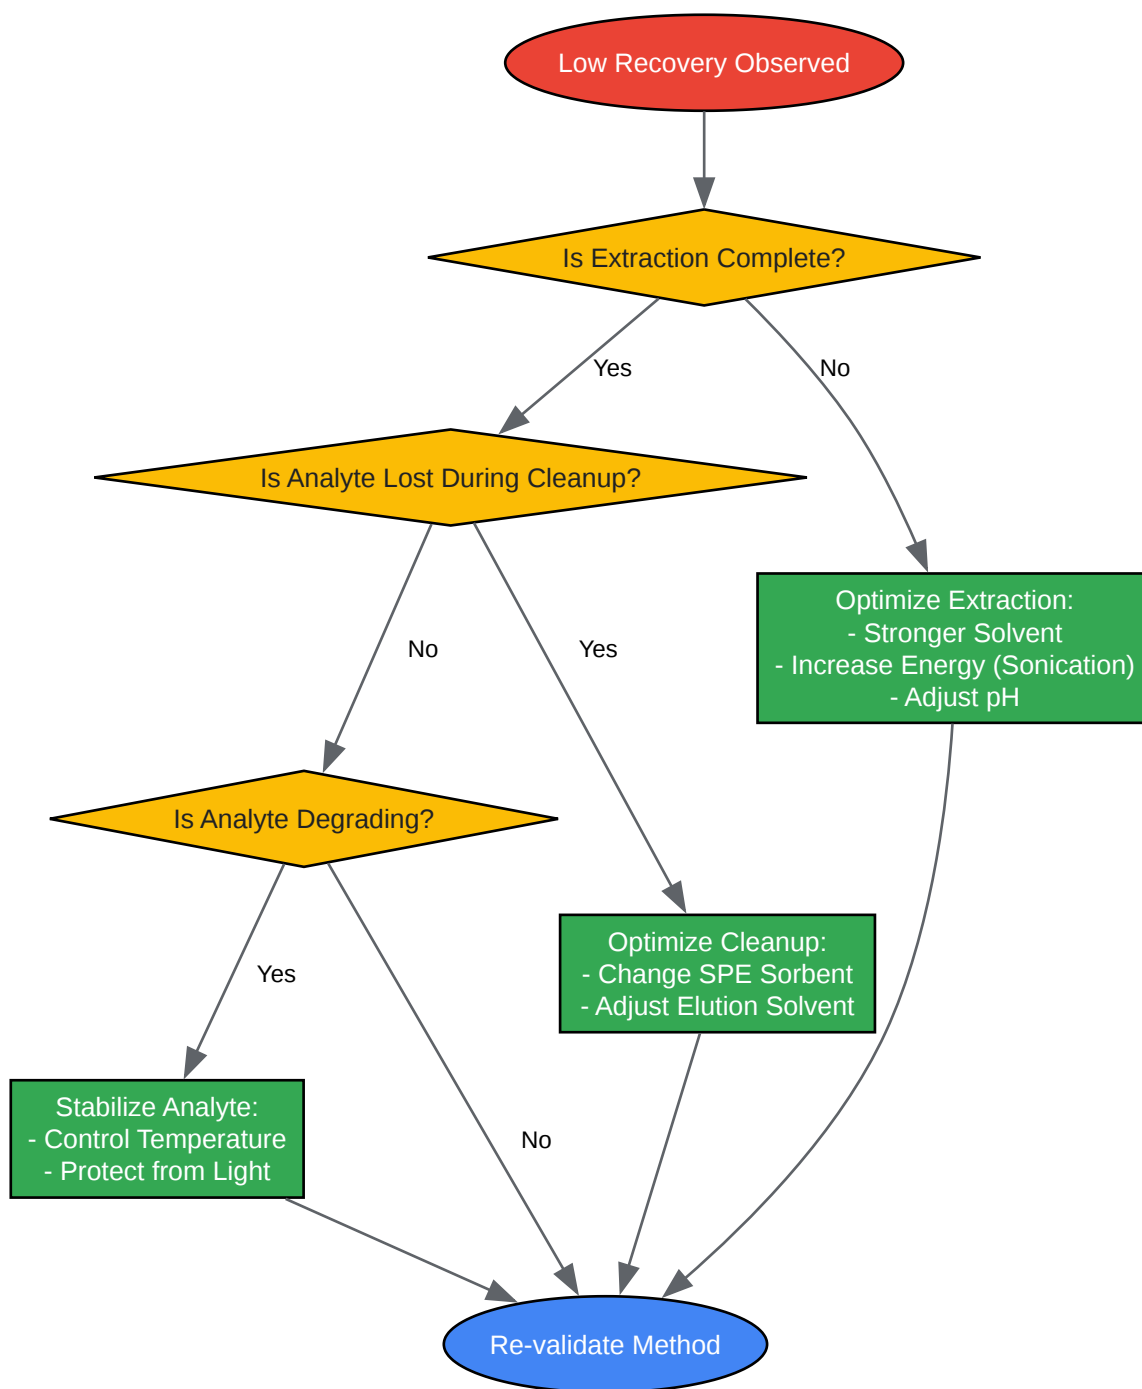 Low Recovery Observed
Is Extraction Complete?
Yes
No
Is Analyte Lost During Cleanup?
Optimize Extraction:
- Stronger Solvent
- Increase Energy (Sonication)
- Adjust pH
No
Yes
Is Analyte Degrading?
Optimize Cleanup:
- Change SPE Sorbent
- Adjust Elution Solvent
Yes
Stabilize Analyte:
- Control Temperature
- Protect from Light
No
Re-validate Method